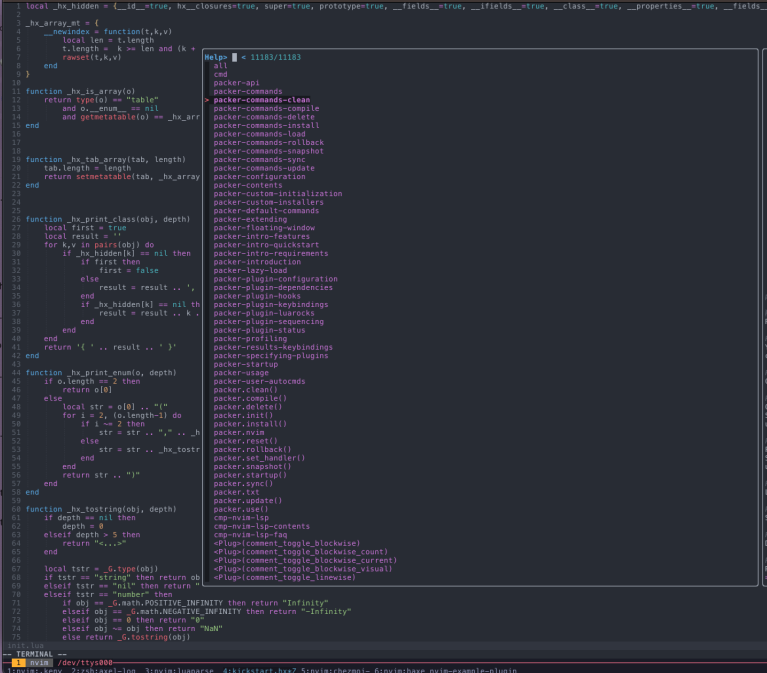 1 local _hx_hidden = {__id__=true, hx__closures=true, super=true, prototype=true, __fields__=true, __ifields__=true, __class__=true, __properties__=true, __fields__
2
3 _hx_array_mt = {
4 __newindex = function(t,k,v)
5 local len = t.length
6 t.length = k >= len and (k +
7 rawset(t,k,v)
8 end
9 }
10
11 function _hx_is_array(o)
12 return type(o) == "table"
13 and o.__enum__ == nil
14 and getmetatable(o) == _hx_arr
15 end
16
17
18
19 function _hx_tab_array(tab, length)
20 tab.length = length
21 return setmetatable(tab, _hx_array
22 end
23
24
25
26 function _hx_print_class(obj, depth)
27 local first = true
28 local result = ''
29 for k,v in pairs(obj) do
30 if _hx_hidden[k] == nil then
31 if first then
32 first = false
33 else
34 result = result .. ',
35 end
36 if _hx_hidden[k] == nil th
37 result = result .. k .
38 end
39 end
40 end
41 return '{ ' .. result .. ' }'
42 end
43
44 function _hx_print_enum(o, depth)
45 if o.length == 2 then
46 return o[0]
47 else
48 local str = o[0] .. "("
49 for i = 2, (o.length-1) do
50 if i ~= 2 then
51 str = str .. "," .. _h
52 else
53 str = str .. _hx_tostr
54 end
55 end
56 return str .. ")"
57 end
58 end
59
60 function _hx_tostring(obj, depth)
61 if depth == nil then
62 depth = 0
63 elseif depth > 5 then
64 return "<...>"
65 end
66
67 local tstr = _G.type(obj)
68 if tstr == "string" then return ob
69 elseif tstr == "nil" then return "
70 elseif tstr == "number" then
71 if obj == _G.math.POSITIVE_INFINITY then return "Infinity"
72 elseif obj == _G.math.NEGATIVE_INFINITY then return "-Infinity"
73 elseif obj == 0 then return "0"
74 elseif obj ~= obj then return "NaN"
75 else return _G.tostring(obj)
Help> < 11183/11183
all
cmd
packer-api
packer-commands
> packer-commands-clean
packer-commands-compile
packer-commands-delete
packer-commands-install
packer-commands-load
packer-commands-rollback
packer-commands-snapshot
packer-commands-sync
packer-commands-update
packer-configuration
packer-contents
packer-custom-initialization
packer-custom-installers
packer-default-commands
packer-extending
packer-floating-window
packer-intro-features
packer-intro-quickstart
packer-intro-requirements
packer-introduction
packer-lazy-load
packer-plugin-configuration
packer-plugin-dependencies
packer-plugin-hooks
packer-plugin-keybindings
packer-plugin-luarocks
packer-plugin-sequencing
packer-plugin-status
packer-profiling
packer-results-keybindings
packer-specifying-plugins
packer-startup
packer-usage
packer-user-autocmds
packer.clean()
packer.compile()
packer.delete()
packer.init()
packer.install()
packer.nvim
packer.reset()
packer.rollback()
packer.set_handler()
packer.snapshot()
packer.startup()
packer.sync()
packer.txt
packer.update()
packer.use()
cmp-nvim-lsp
cmp-nvim-lsp-contents
cmp-nvim-lsp-faq
<Plug>(comment_toggle_blockwise)
<Plug>(comment_toggle_blockwise_count)
<Plug>(comment_toggle_blockwise_current)
<Plug>(comment_toggle_blockwise_visual)
<Plug>(comment_toggle_linewise)
init.lua
-- TERMINAL --
1 nvim /dev/ttys000
1:nvim:.kenv 2:zsh:axel-log 3:nvim:luaparse 4:kickstart.hx*7 5:nvim:chezmoi- 6:nvim:haxe nvim-example-plugin